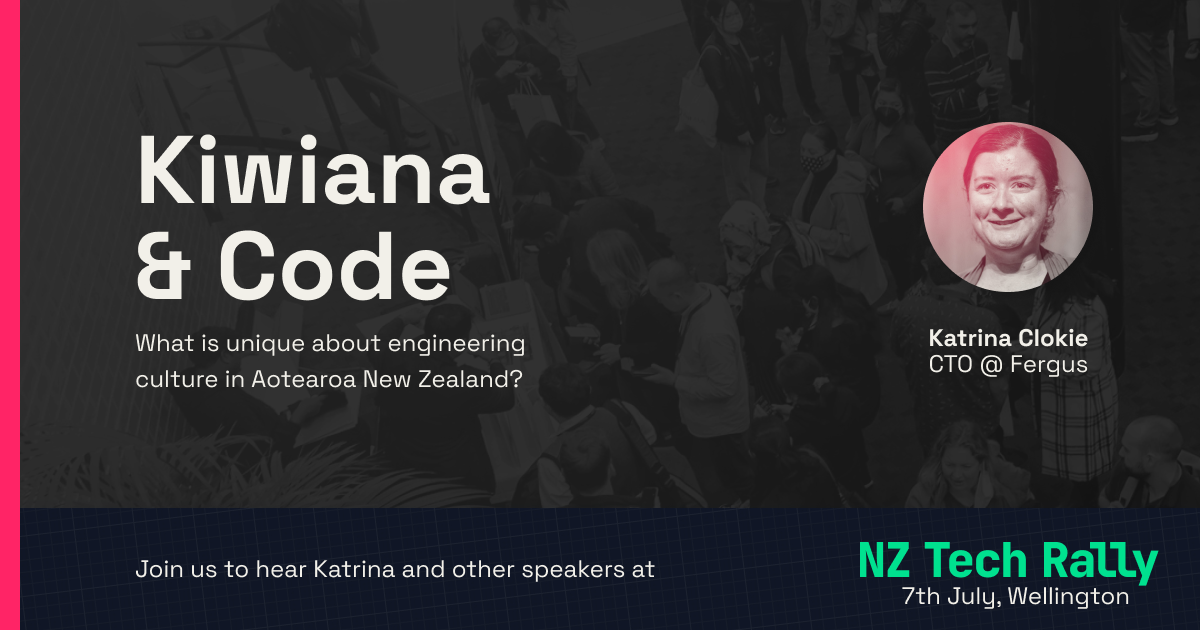 Kiwiana
& Code
What is unique about engineering
culture in Aotearoa New Zealand?
Katrina Clokie
CTO @ Fergus
Join us to hear Katrina and other speakers at
NZ Tech Rally
7th July, Wellington